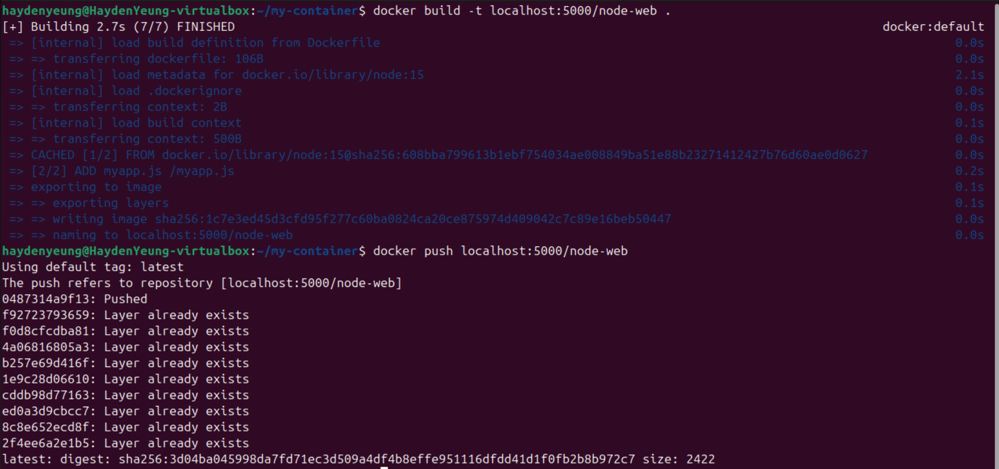 haydenyeung@HaydenYeung-virtualbox:~/my-container$ docker build -t localhost:5000/node-web .
[+] Building 2.7s (7/7) FINISHED docker:default
=> [internal] load build definition from Dockerfile 0.0s
=> => transferring dockerfile: 106B 0.0s
=> [internal] load metadata for docker.io/library/node:15 2.1s
=> [internal] load .dockerignore 0.0s
=> => transferring context: 2B 0.0s
=> [internal] load build context 0.1s
=> => transferring context: 500B 0.0s
=> CACHED [1/2] FROM docker.io/library/node:15@sha256:608bba799613b1ebf754034ae008849ba51e88b23271412427b76d60ae0d0627 0.0s
=> [2/2] ADD myapp.js /myapp.js 0.2s
=> exporting to image 0.1s
=> => exporting layers 0.1s
=> => writing image sha256:1c7e3ed45d3cfd95f277c60ba0824ca20ce875974d409042c7c89e16beb50447 0.0s
=> => naming to localhost:5000/node-web 0.0s
haydenyeung@HaydenYeung-virtualbox:~/my-container$ docker push localhost:5000/node-web
Using default tag: latest
The push refers to repository [localhost:5000/node-web]
0487314a9f13: Pushed
f92723793659: Layer already exists
f0d8cfcdba81: Layer already exists
4a06816805a3: Layer already exists
b257e69d416f: Layer already exists
1e9c28d06610: Layer already exists
cddb98d77163: Layer already exists
ed0a3d9cbcc7: Layer already exists
8c8e652ecd8f: Layer already exists
2f4ee6a2e1b5: Layer already exists
latest: digest: sha256:3d04ba045998da7fd71ec3d509a4df4b8effe951116dfdd41d1f0fb2b8b972c7 size: 2422